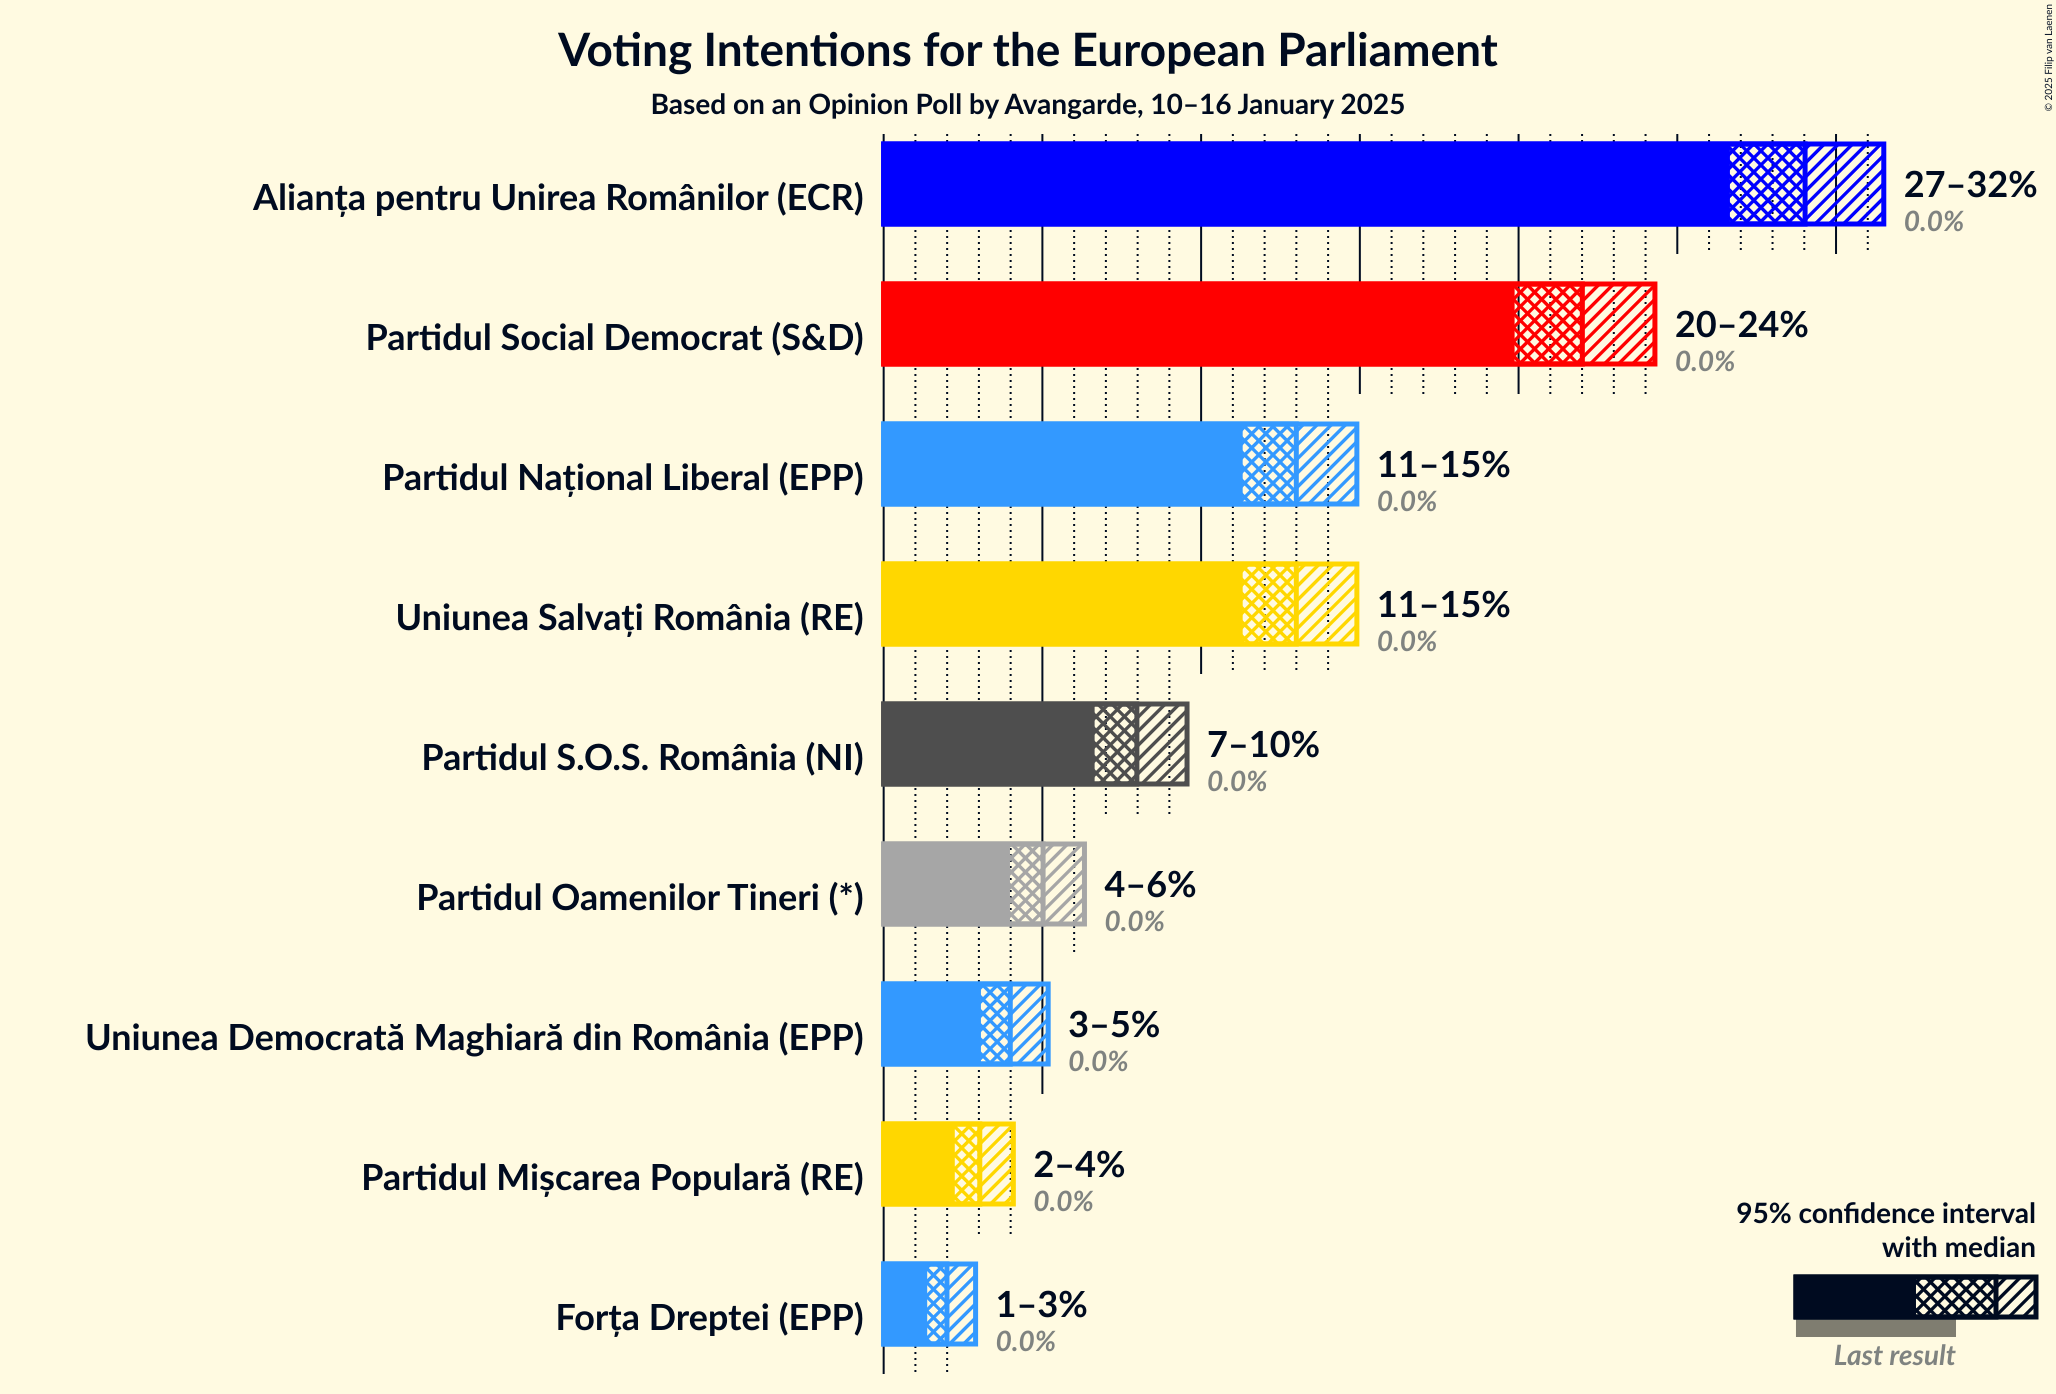 Voting Intentions for the European Parliament
Based on an Opinion Poll by Avangarde, 10–16 January 2025
© 2025 Filip van Laenen
Alianța pentru Unirea Românilor (ECR)
27–32%
0.0%
Partidul Social Democrat (S&D)
20–24%
0.0%
Partidul Național Liberal (EPP)
11–15%
0.0%
Uniunea Salvați România (RE)
11–15%
0.0%
Partidul S.O.S. România (NI)
7–10%
0.0%
Partidul Oamenilor Tineri (*)
4–6%
0.0%
Uniunea Democrată Maghiară din România (EPP)
3–5%
0.0%
Partidul Mișcarea Populară (RE)
2–4%
0.0%
Forța Dreptei (EPP)
1–3%
0.0%
95% confidence interval
with median
Last result